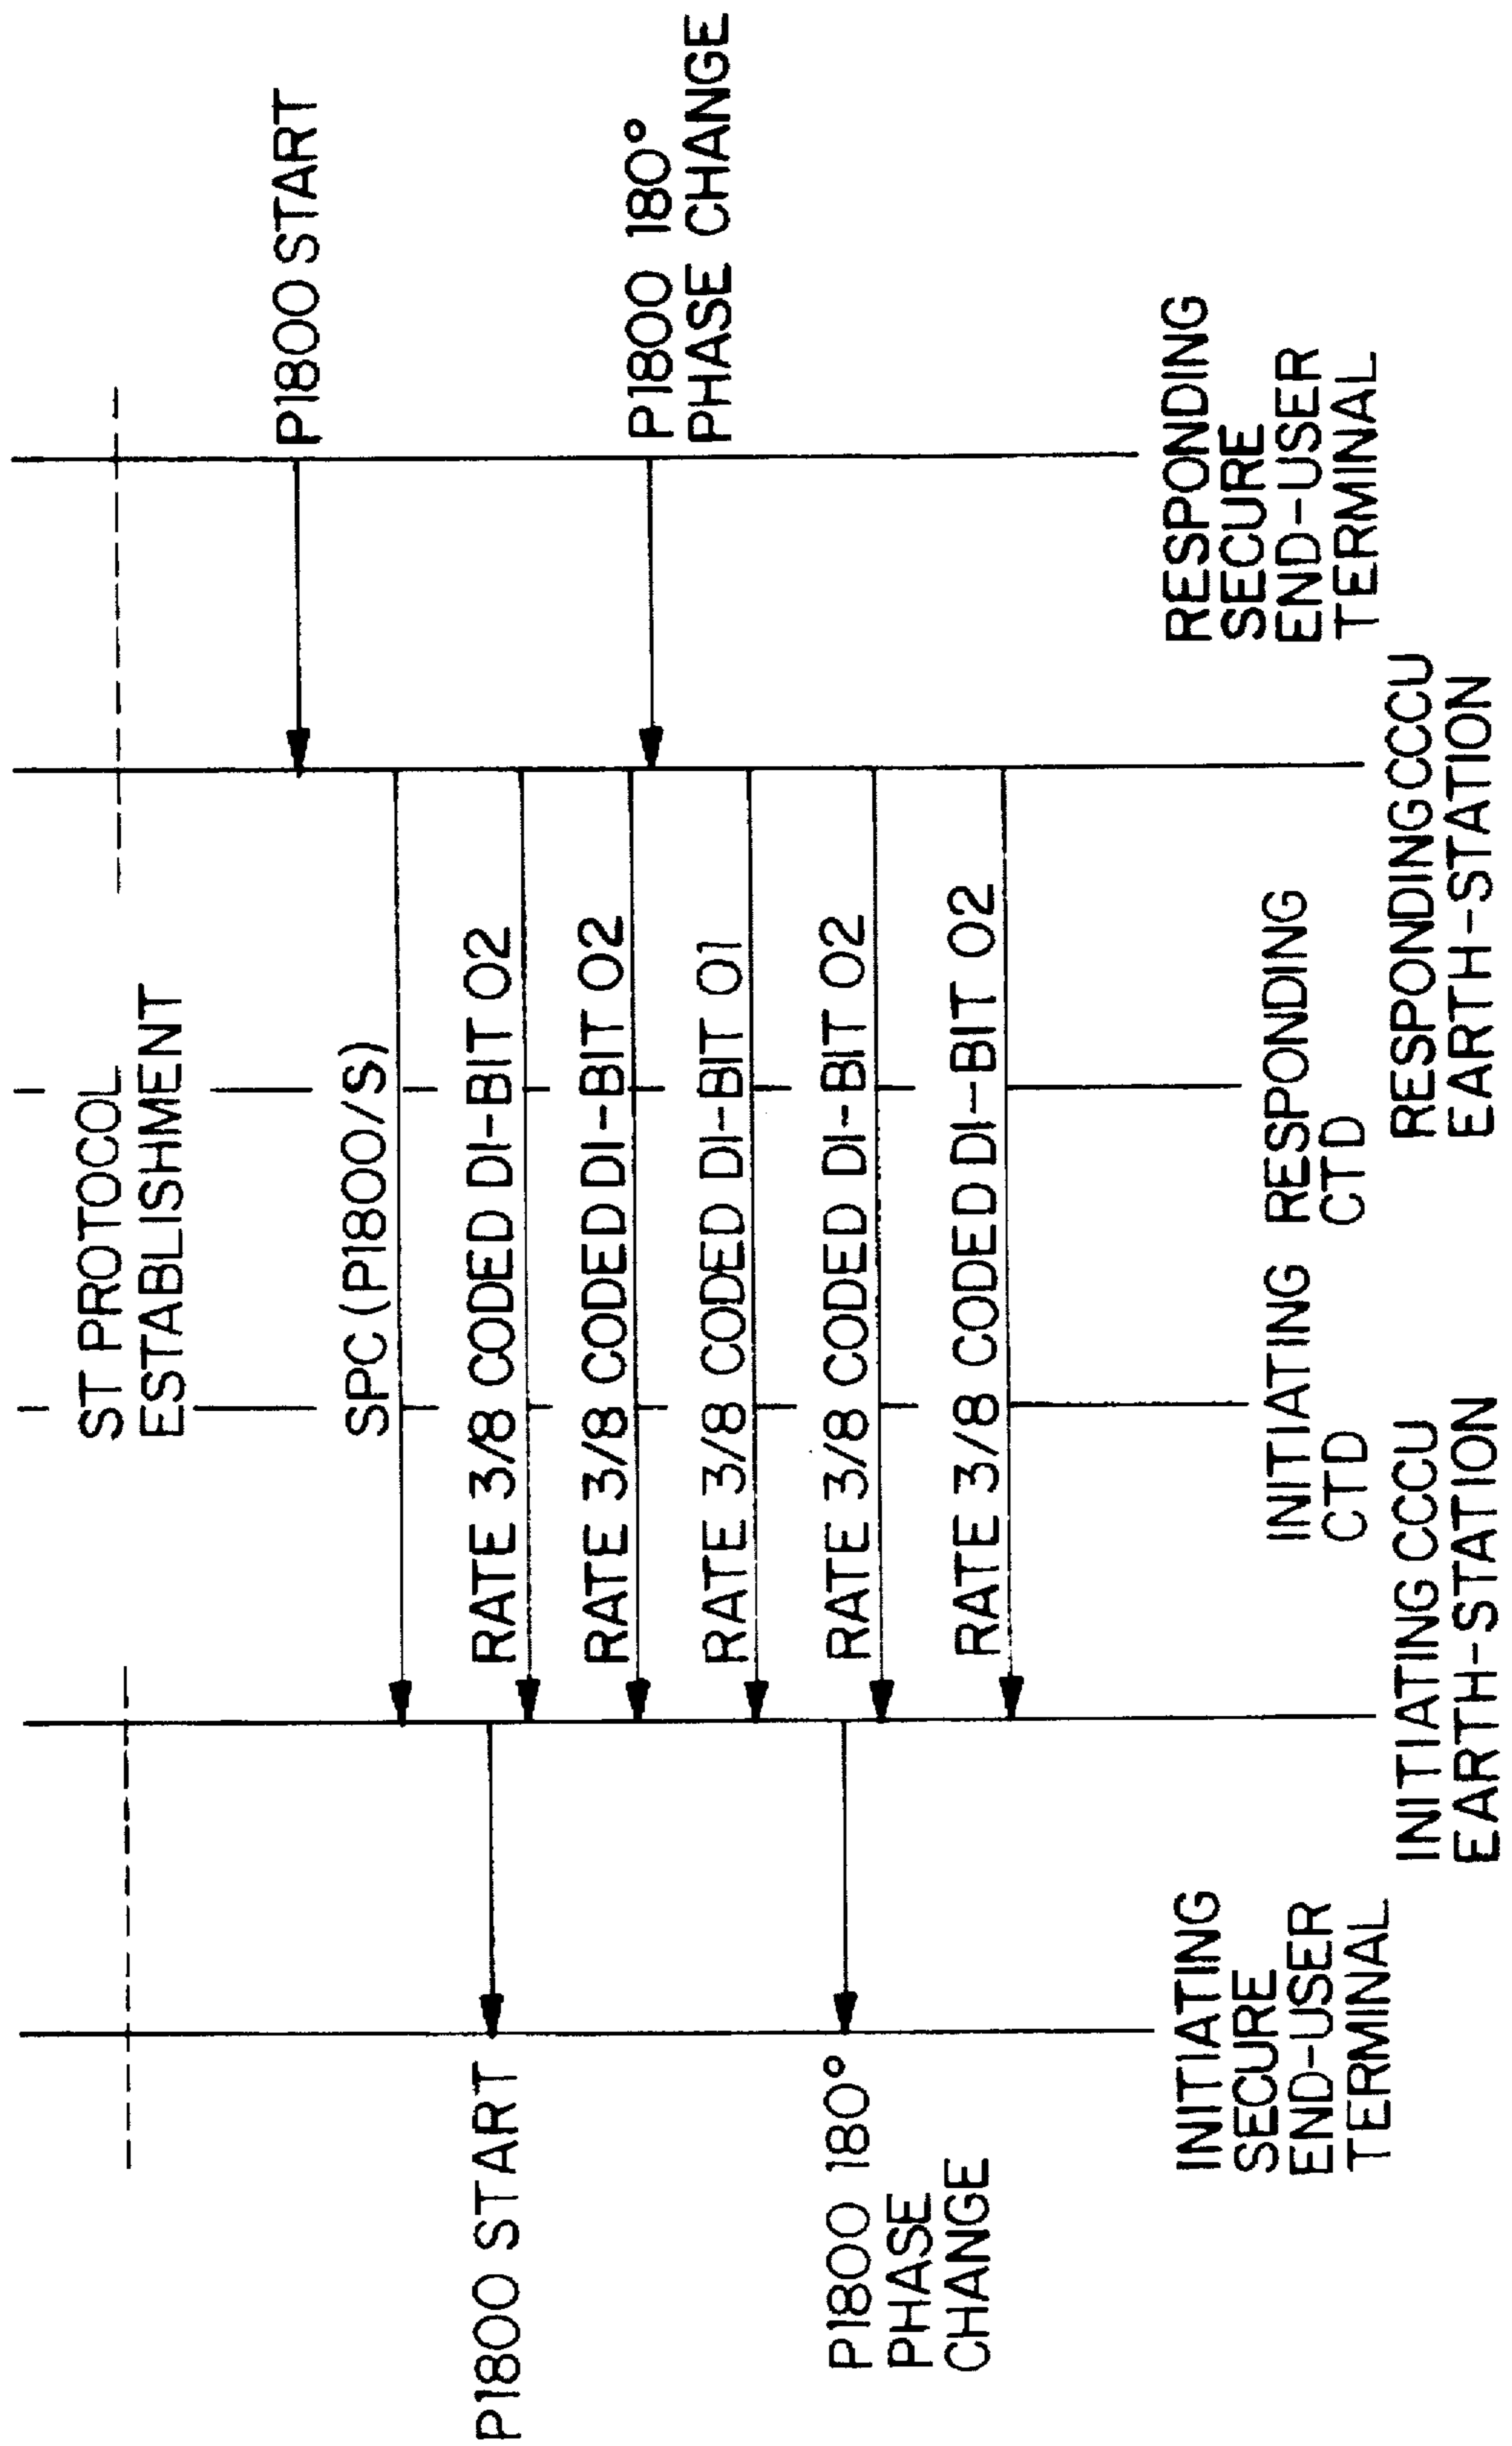 ST PROTOCOL
ESTABLISHMENT
P1800 START
SPC (P1800/S)
P1800 START
RATE 3/8 CODED DI-BIT 02
RATE 3/8 CODED DI-BIT 02
P1800 180°
PHASE CHANGE
RATE 3/8 CODED DI-BIT 01
P1800 180°
PHASE
CHANGE
RATE 3/8 CODED DI-BIT 02
RATE 3/8 CODED DI-BIT 02
INITIATING
SECURE
END-USER
TERMINAL
INITIATING CCCU
EARTH-STATION
INITIATING
CTD
RESPONDING
CTD
RESPONDING CCCU
EARTH-STATION
RESPONDING
SECURE
END-USER
TERMINAL